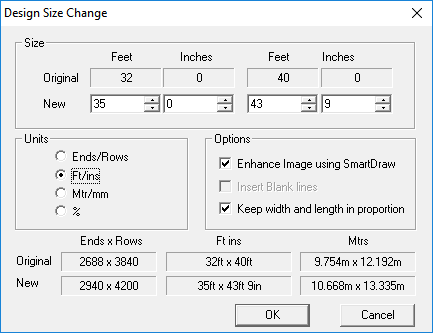 Design Size Change
Size
Feet Inches Feet Inches
Original 32 0 40 0
New 35 0 43 9
Units
Ends/Rows
Ft/ins
Mtr/mm
%
Options
Enhance Image using SmartDraw
Insert Blank lines
Keep width and length in proportion
Ends x Rows Ft ins Mtrs
Original 2688 x 3840 32ft x 40ft 9.754m x 12.192m
New 2940 x 4200 35ft x 43ft 9in 10.668m x 13.335m
OK Cancel